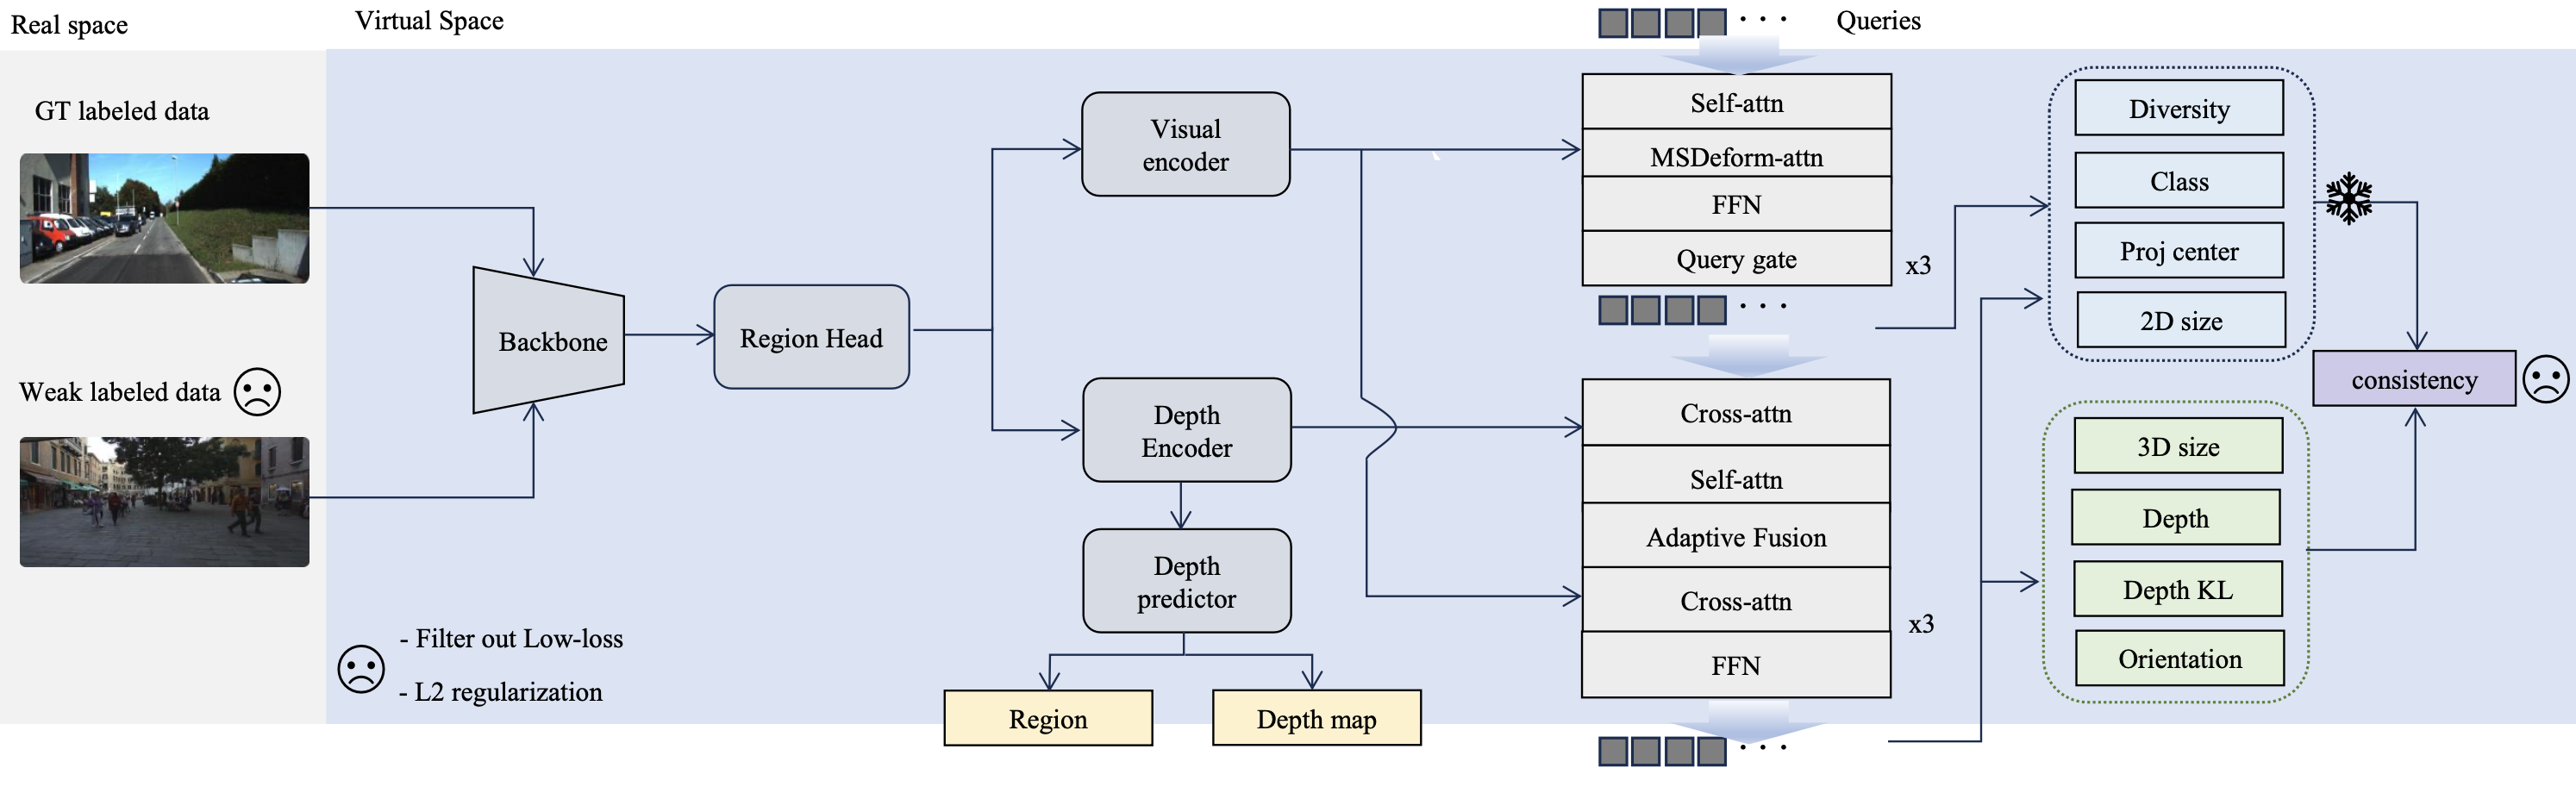 Real space
Virtual Space
Queries
GT labeled data
Weak labeled data
Backbone
Region Head
Visual
encoder
Depth
Encoder
Depth
predictor
Region
Depth map
- Filter out Low-loss
- L2 regularization
Self-attn
MSDeform-attn
FFN
Query gate
x3
Cross-attn
Self-attn
Adaptive Fusion
Cross-attn
FFN
x3
Diversity
Class
Proj center
2D size
3D size
Depth
Depth KL
Orientation
consistency